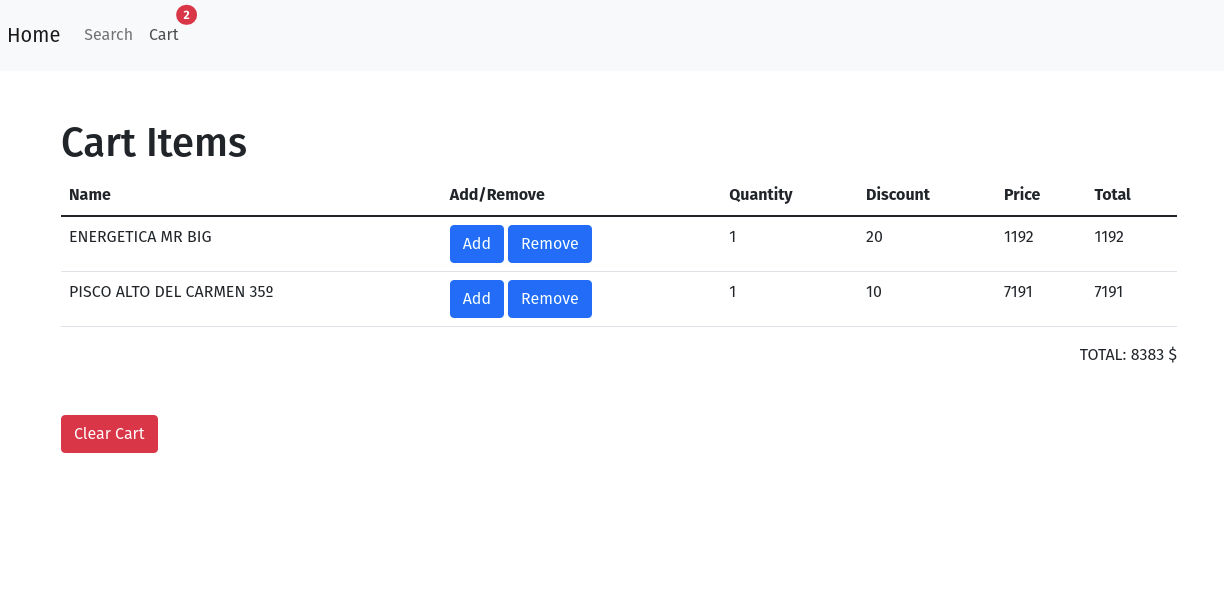 2
Home Search Cart
Cart Items
Name Add/Remove Quantity Discount Price Total
ENERGETICA MR BIG Add Remove 1 20 1192 1192
PISCO ALTO DEL CARMEN 35º Add Remove 1 10 7191 7191
TOTAL: 8383 $
Clear Cart